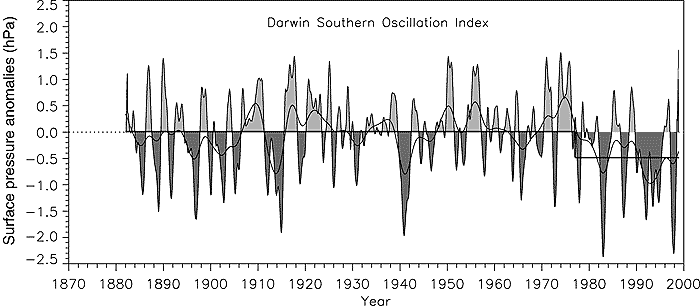 Darwin Southern Oscillation Index
Surface pressure anomalies (hPa)
2.5
2.0
1.5
1.0
0.5
0.0
−0.5
−1.0
−1.5
−2.0
−2.5
1870 1880 1890 1900 1910 1920 1930 1940 1950 1960 1970 1980 1990 2000
Year